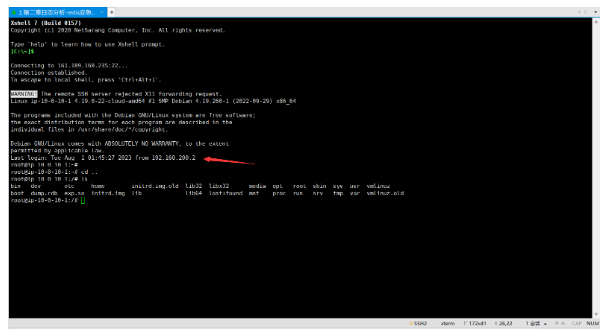 1 第二章日志分析-redis应急...
Xshell 7 (Build 0157)
Copyright (c) 2020 NetSarang Computer, Inc. All rights reserved.
Type `help' to learn how to use Xshell prompt.
[C:\~]$
Connecting to 161.189.160.235:22...
Connection established.
To escape to local shell, press 'Ctrl+Alt+]'.
WARNING! The remote SSH server rejected X11 forwarding request.
Linux ip-10-0-10-1 4.19.0-22-cloud-amd64 #1 SMP Debian 4.19.260-1 (2022-09-29) x86_64
The programs included with the Debian GNU/Linux system are free software;
the exact distribution terms for each program are described in the
individual files in /usr/share/doc/*/copyright.
Debian GNU/Linux comes with ABSOLUTELY NO WARRANTY, to the extent
permitted by applicable law.
Last login: Tue Aug  1 01:45:27 2023 from 192.168.200.2
root@ip-10-0-10-1:~#
root@ip-10-0-10-1:~# cd ..
root@ip-10-0-10-1:/# ls
bin dev etc home initrd.img.old lib32 libx32 media opt root sbin sys usr vmlinuz
boot dump.rdb exp.so initrd.img lib lib64 lost+found mnt proc run srv tmp var vmlinuz.old
root@ip-10-0-10-1:/#
SSH2 xterm 172x41 26,22 1 会话 CAP NUM